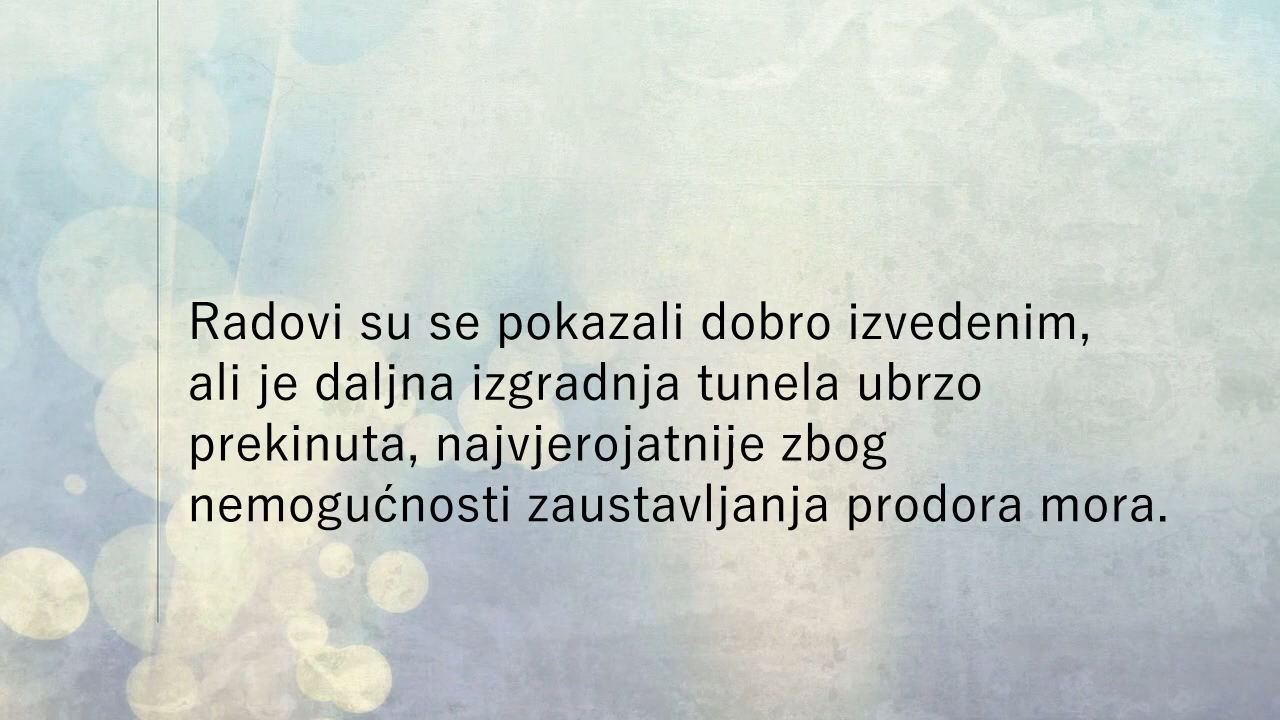 Radovi su se pokazali dobro izvedenim,
ali je daljna izgradnja tunela ubrzo
prekinuta, najvjerojatnije zbog
nemogućnosti zaustavljanja prodora mora.